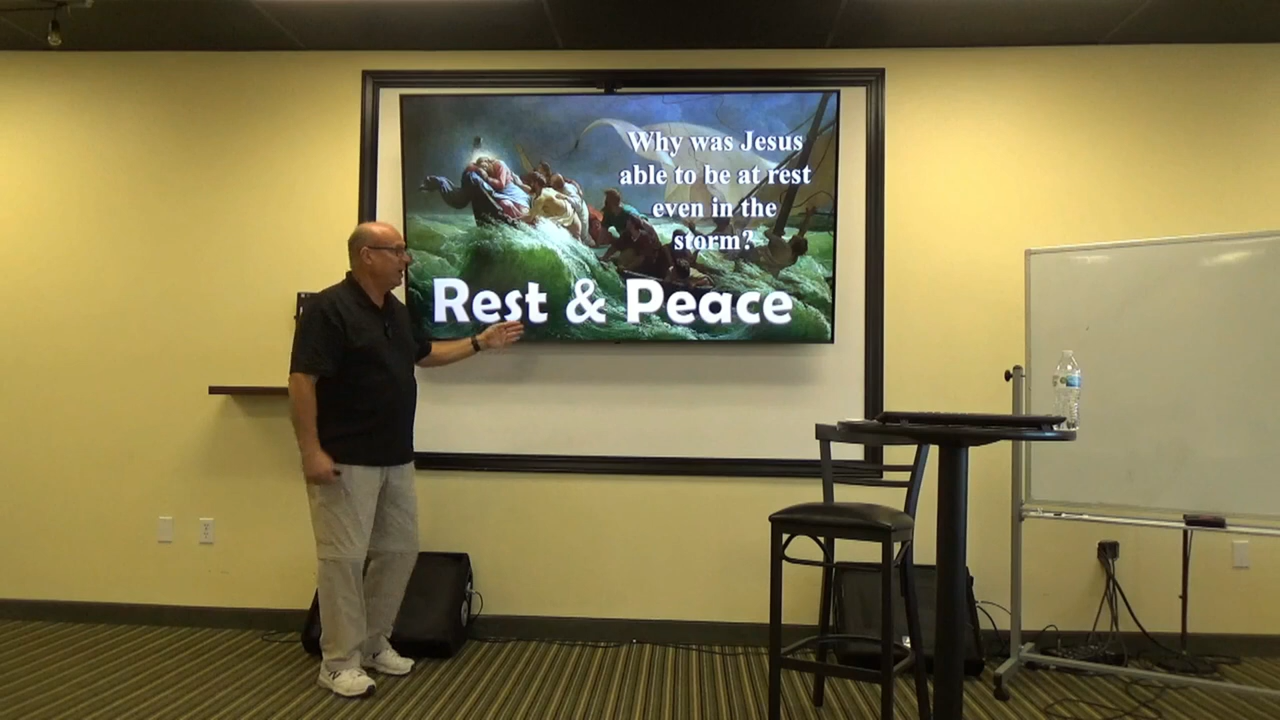 Why was Jesus
able to be at rest
even in the
storm?
Rest & Peace